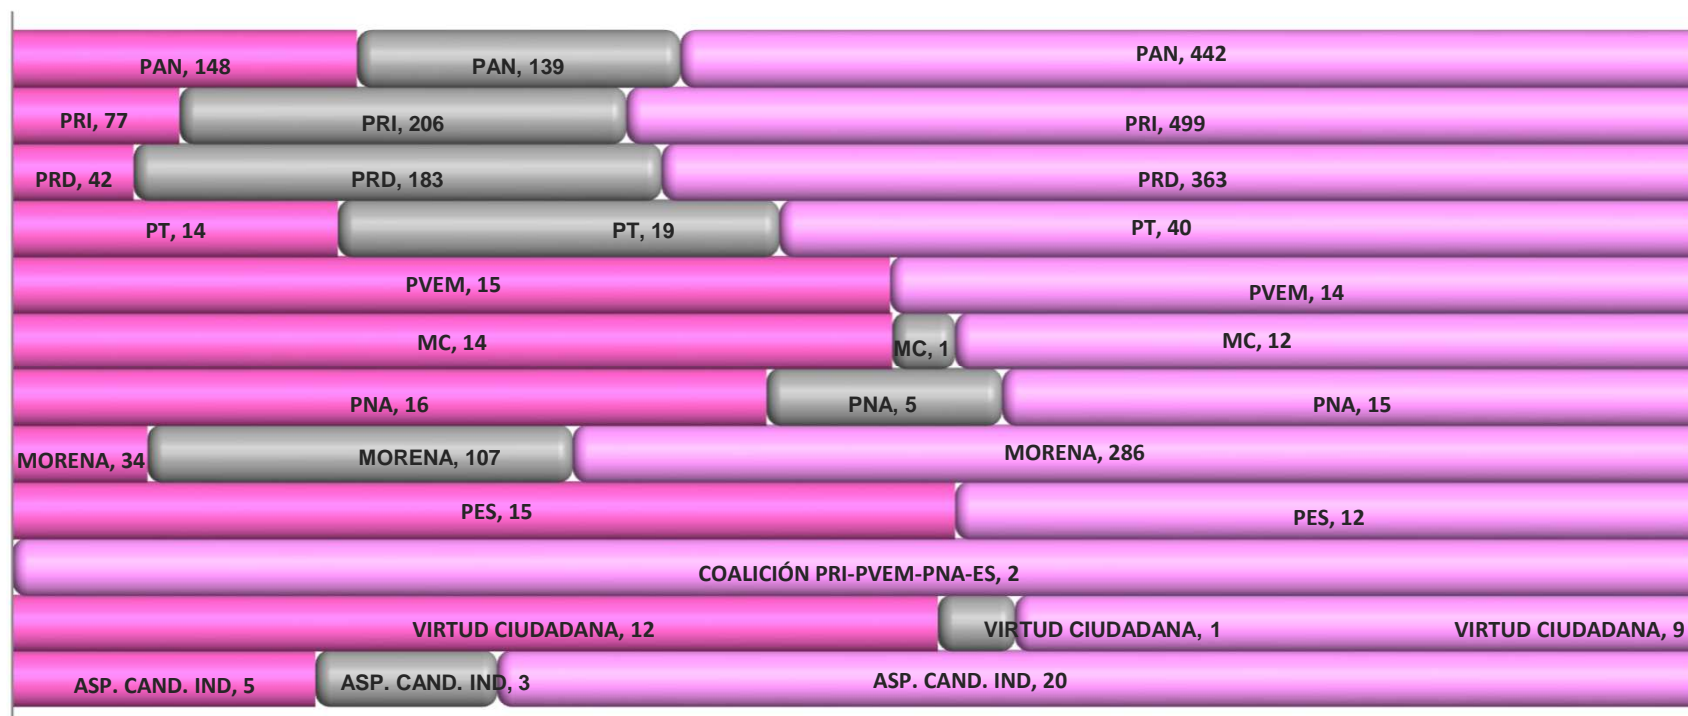 PAN, 148 PAN, 139 PAN, 442
PRI, 77 PRI, 206 PRI, 499
PRD, 42 PRD, 183 PRD, 363
PT, 14 PT, 19 PT, 40
PVEM, 15 PVEM, 14
MC, 14 MC, 1 MC, 12
PNA, 16 PNA, 5 PNA, 15
MORENA, 34 MORENA, 107 MORENA, 286
PES, 15 PES, 12
COALICIÓN PRI-PVEM-PNA-ES, 2
VIRTUD CIUDADANA, 12 VIRTUD CIUDADANA, 1 VIRTUD CIUDADANA, 9
ASP. CAND. IND, 5 ASP. CAND. IND, 3 ASP. CAND. IND, 20